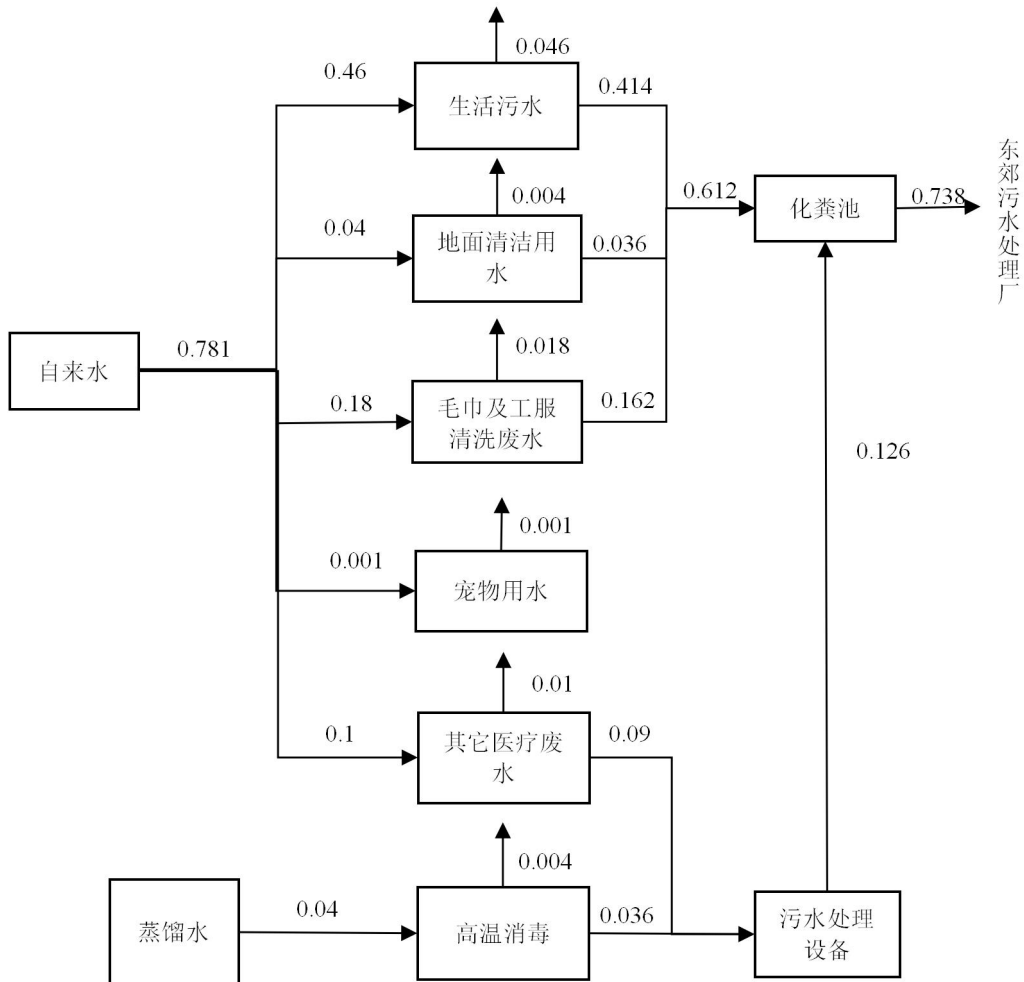 0.046
0.46
生活污水
0.414
0.004
0.04
地面清洁用
水
0.036
0.612
化粪池
0.738
东郊污水处理厂
自来水
0.781
0.018
0.18
毛巾及工服
清洗废水
0.162
0.126
0.001
0.001
宠物用水
0.01
0.1
其它医疗废
水
0.09
0.004
蒸馏水
0.04
高温消毒
0.036
污水处理
设备